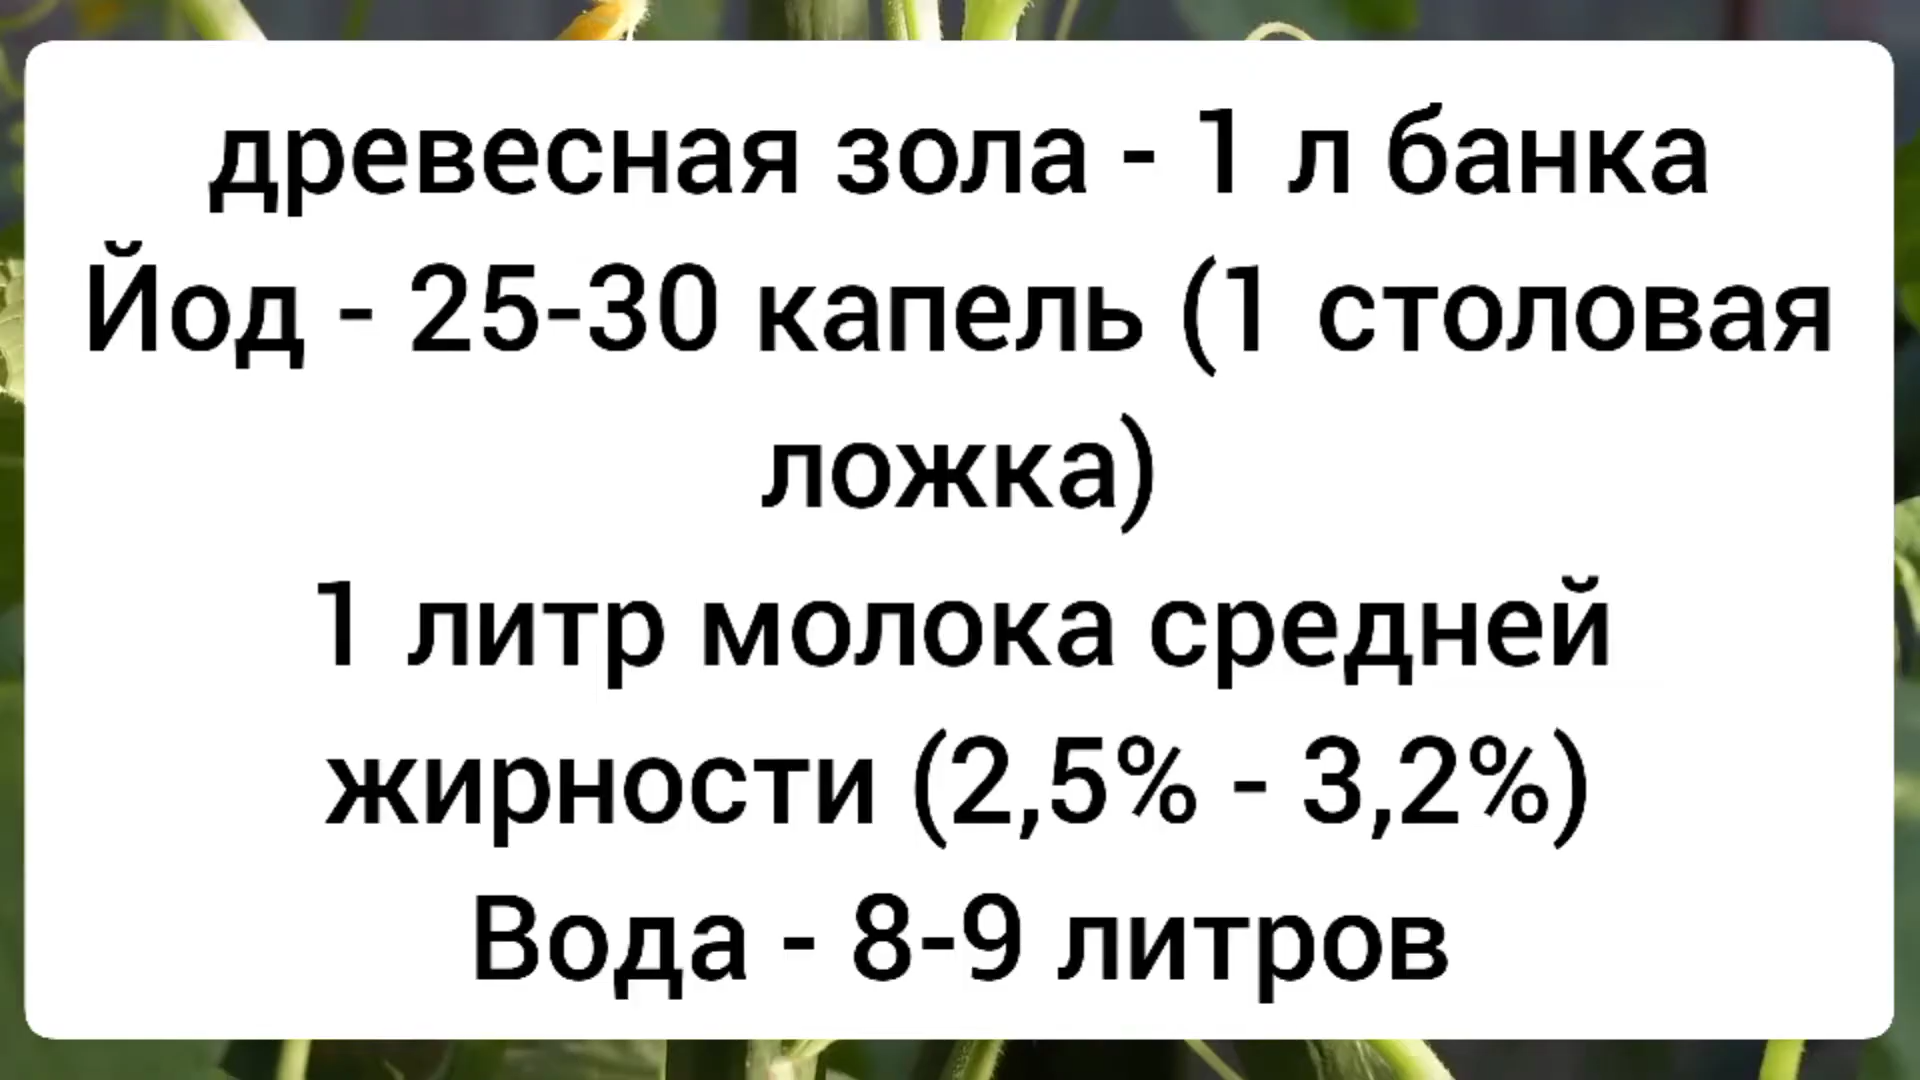 древесная зола - 1 л банка
Йод - 25-30 капель (1 столовая
ложка)
1 литр молока средней
жирности (2,5% - 3,2%)
Вода - 8-9 литров